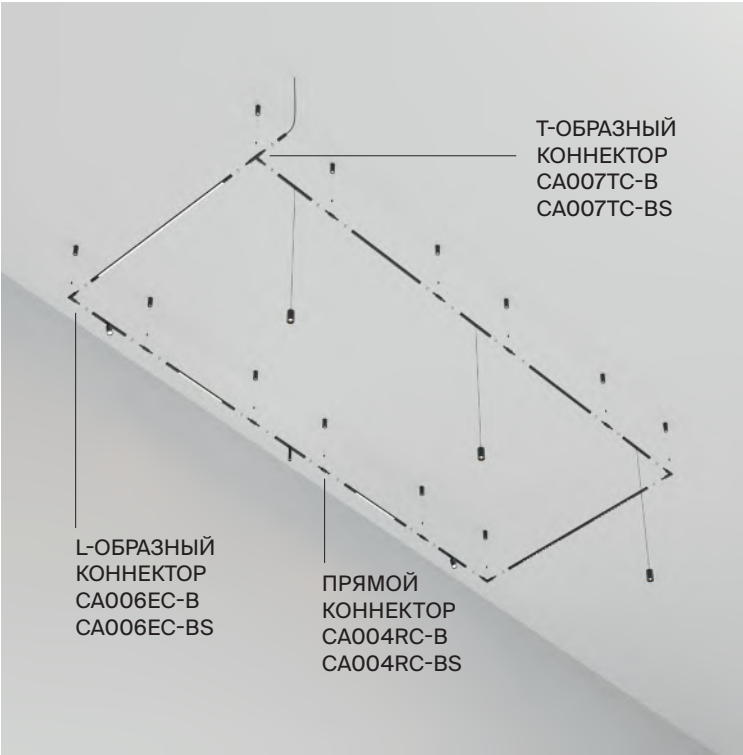 Т-ОБРАЗНЫЙ
КОННЕКТОР
CA007TC-B
CA007TC-BS
L-ОБРАЗНЫЙ
КОННЕКТОР
CA006EC-B
CA006EC-BS
ПРЯМОЙ
КОННЕКТОР
CA004RC-B
CA004RC-BS